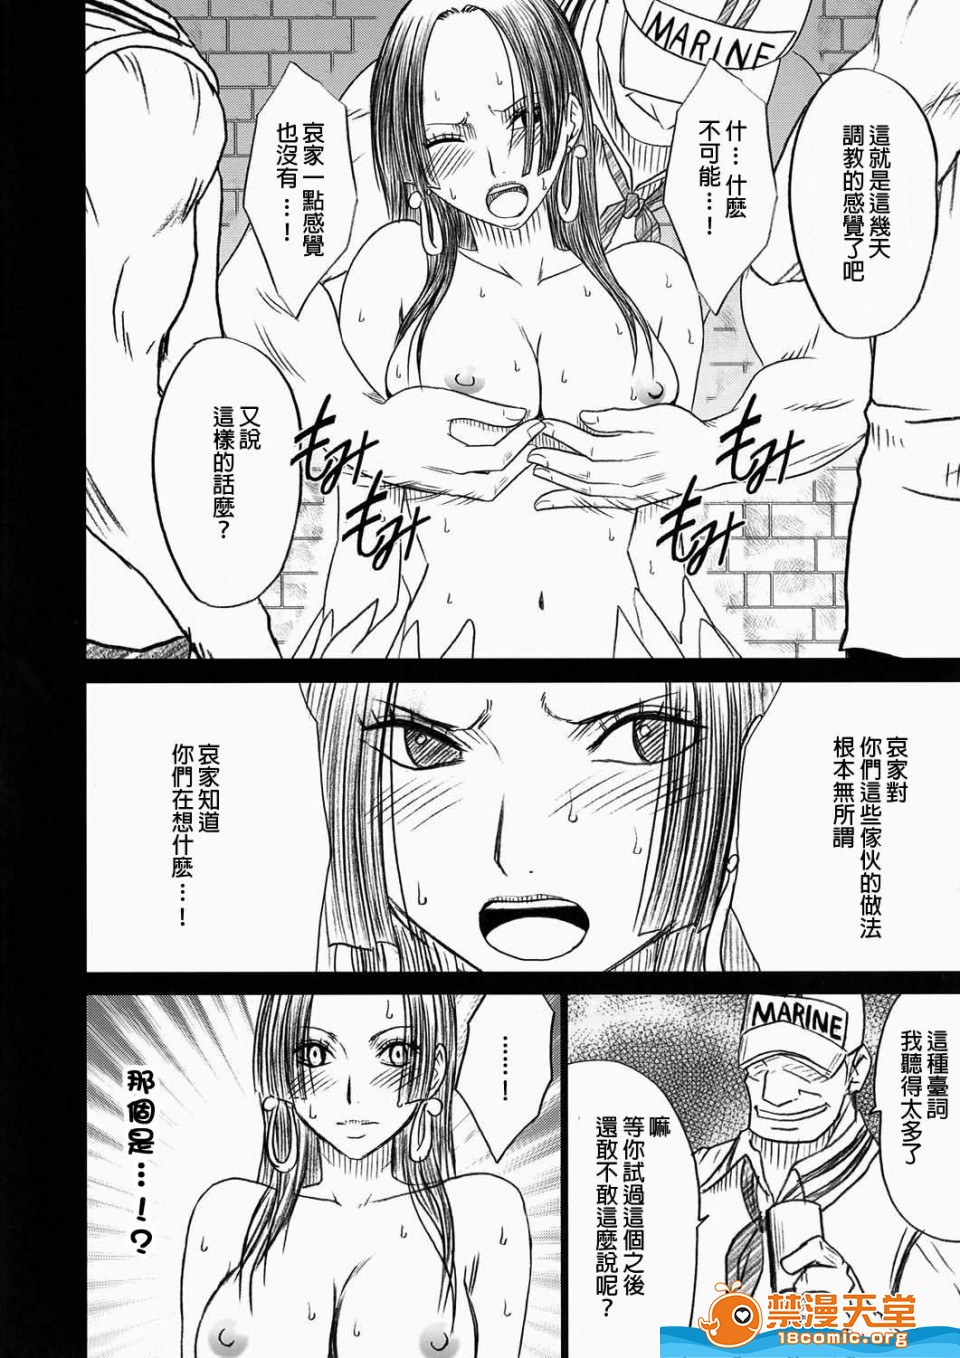 MARINE
這就是這幾天
調教的感覺了吧
什…什麽
不可能…！
哀家一點感覺
也沒有…！
もみ
もみ
もみ
もみ
又說
這樣的話麼？
哀家對
你們這些傢伙的做法
根本無所謂
哀家知道
你們在想什麽…！
MARINE
這種臺詞
我聽得太多了
嘛
等你試過這個之後
還敢不敢這麼說呢？
……！
那個是…！？
禁漫天堂
18comic.org